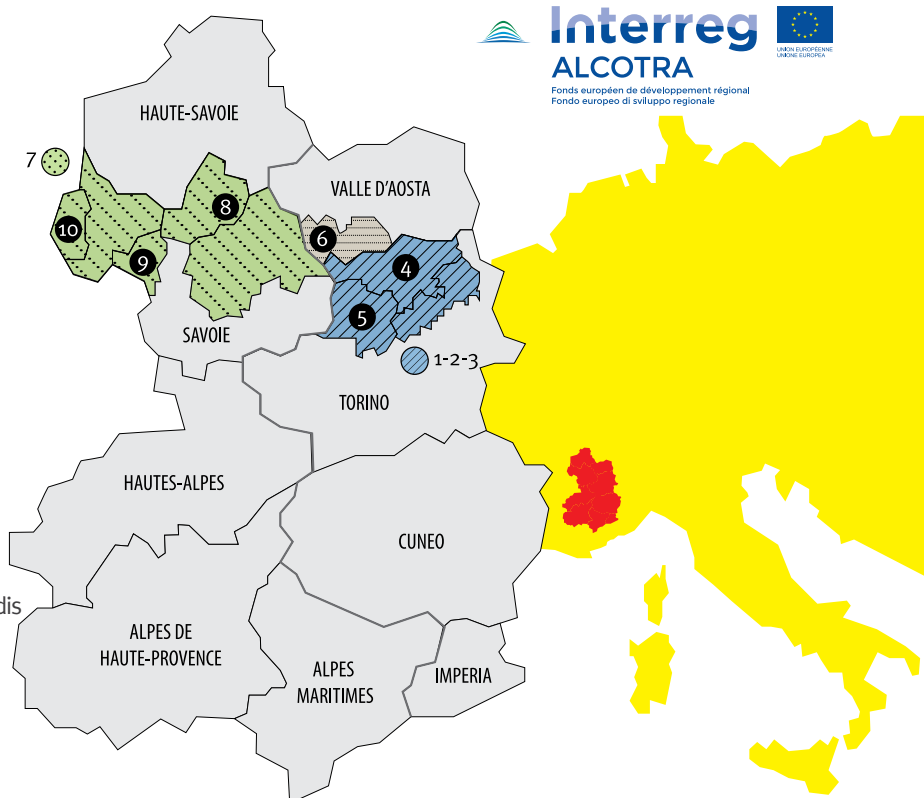 Interreg
ALCOTRA
Fonds européen de développement régional
Fondo europeo di sviluppo regionale
UNION EUROPÉENNE
UNIONE EUROPEA
HAUTE-SAVOIE
7
VALLE D'AOSTA
8
10
6
9
4
5
SAVOIE
1-2-3
TORINO
HAUTES-ALPES
CUNEO
dis
ALPES DE
HAUTE-PROVENCE
ALPES
MARITIMES
IMPERIA